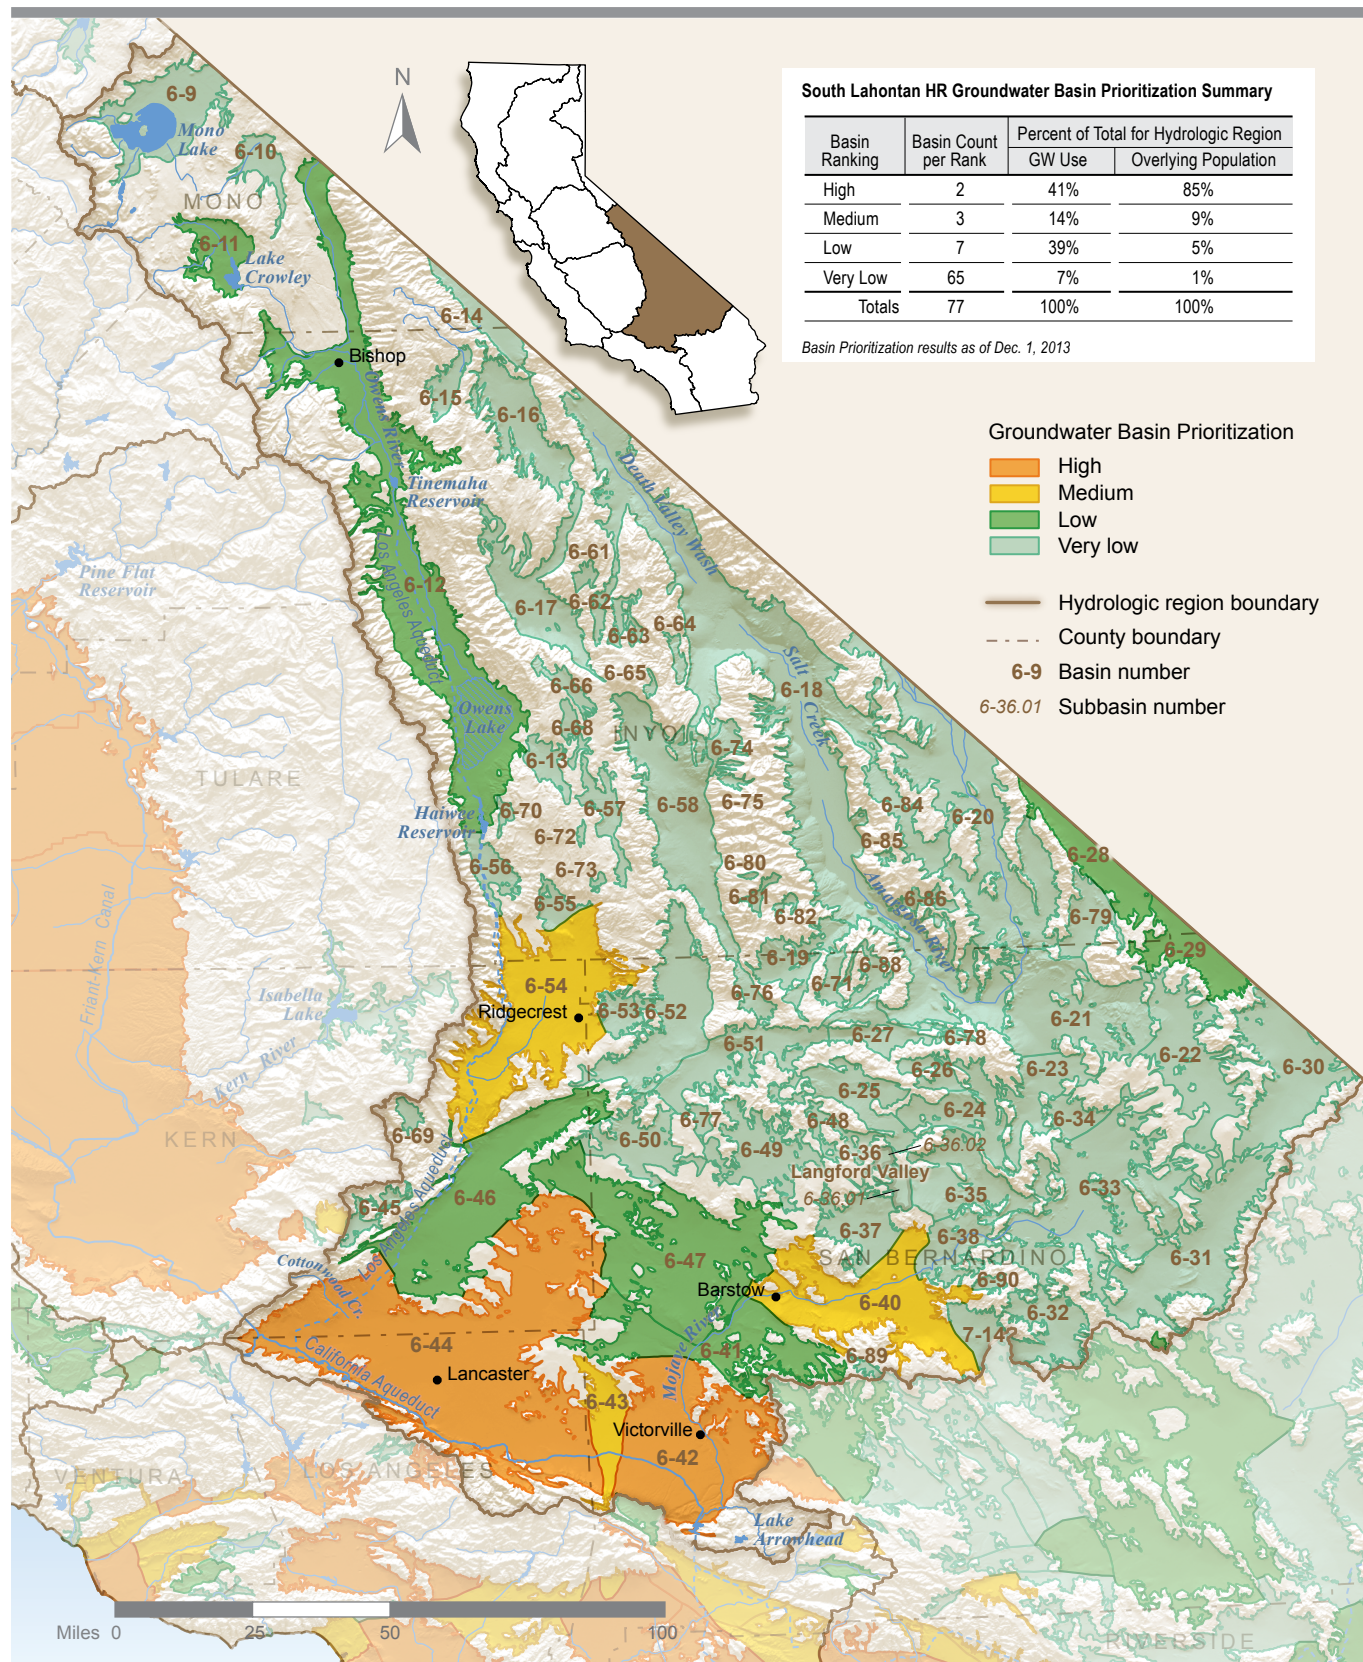 N
South Lahontan HR Groundwater Basin Prioritization Summary
Basin Ranking
Basin Count per Rank
Percent of Total for Hydrologic Region
GW Use
Overlying Population
High 2 41% 85%
Medium 3 14% 9%
Low 7 39% 5%
Very Low 65 7% 1%
Totals 77 100% 100%
Basin Prioritization results as of Dec. 1, 2013
Groundwater Basin Prioritization
High
Medium
Low
Very low
Hydrologic region boundary
County boundary
6-9 Basin number
6-36.01 Subbasin number
6-9
Mono
Lake
6-10
MONO
6-11
Lake
Crowley
6-14
Bishop
6-15
6-16
Owens River
Death Valley Wash
Tinemaha
Reservoir
Los Angeles Aqueduct
6-61
Pine Flat
Reservoir
6-12
6-17
6-62
6-63
6-64
6-65
6-66
6-18
Salt Creek
Owens
Lake
6-68
INYO
6-74
6-13
TULARE
6-58
6-75
6-84
6-70
6-57
6-20
Haiwee
Reservoir
6-72
6-85
6-28
6-56
6-73
6-80
6-81
Amargosa River
6-86
6-55
6-82
6-79
Friant-Kern Canal
6-29
6-19
6-88
6-54
6-71
6-76
Isabella
Lake
Ridgecrest
6-53
6-52
6-21
6-27
6-78
6-51
6-22
Kern River
6-26
6-23
6-30
6-25
6-24
6-77
6-48
6-34
KERN
6-69
6-50
6-49
6-36
6-36.02
Langford Valley
6-36.01
6-46
6-45
6-35
6-33
Los Angeles Aqueduct
6-37
6-38
SAN BERNARDINO
6-31
Cottonwood Cr.
6-47
6-90
Barstow
6-40
6-32
6-44
Mojave River
6-41
6-89
7-14?
California Aqueduct
Lancaster
6-43
Victorville
6-42
VENTURA
LOS ANGELES
Lake
Arrowhead
Miles 0 25 50 100
RIVERSIDE